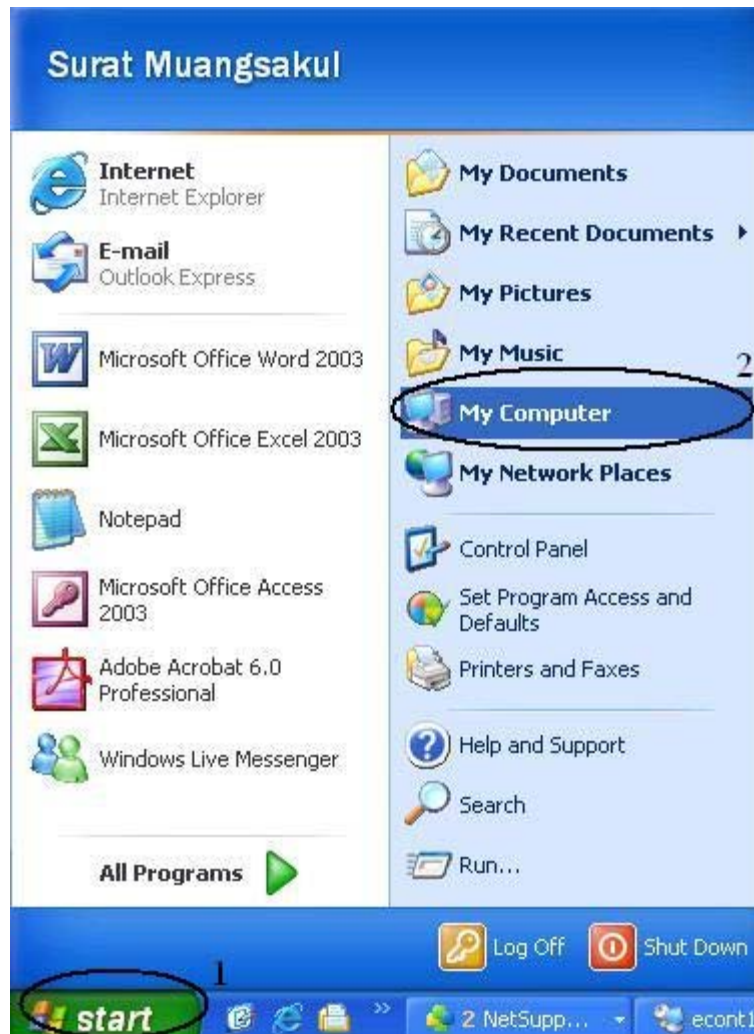 Surat Muangsakul
Internet
Internet Explorer
E-mail
Outlook Express
Microsoft Office Word 2003
Microsoft Office Excel 2003
Notepad
Microsoft Office Access
2003
Adobe Acrobat 6.0
Professional
Windows Live Messenger
All Programs
My Documents
My Recent Documents
My Pictures
My Music
2
My Computer
My Network Places
Control Panel
Set Program Access and
Defaults
Printers and Faxes
Help and Support
Search
Run...
Log Off
Shut Down
1
start
2 NetSupp...
econt